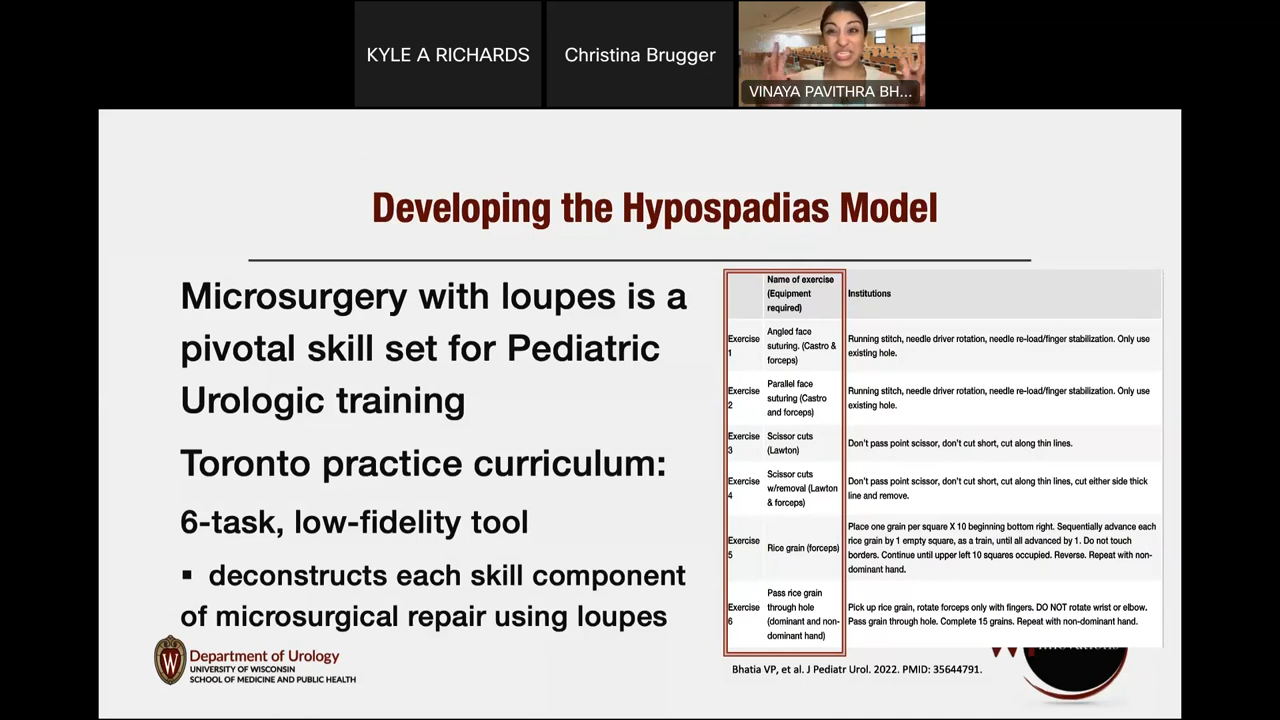 KYLE A RICHARDS
Christina Brugger
VINAYA PAVITHRA BH...
Developing the Hypospadias Model
Microsurgery with loupes is a
pivotal skill set for Pediatric
Urologic training
Toronto practice curriculum:
6-task, low-fidelity tool
▪ deconstructs each skill component
of microsurgical repair using loupes
Name of exercise
(Equipment
required)
Institutions
Exercise
1
Angled face
suturing. (Castro &
forceps)
Running stitch, needle driver rotation, needle re-load/finger stabilization. Only use
existing hole.
Exercise
2
Parallel face
suturing (Castro
and forceps)
Running stitch, needle driver rotation, needle re-load/finger stabilization. Only use
existing hole.
Exercise
3
Scissor cuts
(Lawton)
Don't pass point scissor, don't cut short, cut along thin lines.
Exercise
4
Scissor cuts
w/removal (Lawton
& forceps)
Don't pass point scissor, don't cut short, cut along thin lines, cut either side thick
line and remove.
Exercise
5
Rice grain (forceps)
Place one grain per square X 10 beginning bottom right. Sequentially advance each
rice grain by 1 empty square, as a train, until all advanced by 1. Do not touch
borders. Continue until upper left 10 squares occupied. Reverse. Repeat with non-
dominant hand.
Exercise
6
Pass rice grain
through hole
(dominant and non-
dominant hand)
Pick up rice grain, rotate forceps only with fingers. DO NOT rotate wrist or elbow.
Pass grain through hole. Complete 15 grains. Repeat with non-dominant hand.
W
Department of Urology
UNIVERSITY OF WISCONSIN
SCHOOL OF MEDICINE AND PUBLIC HEALTH
Bhatia VP, et al. J Pediatr Urol. 2022. PMID: 35644791.